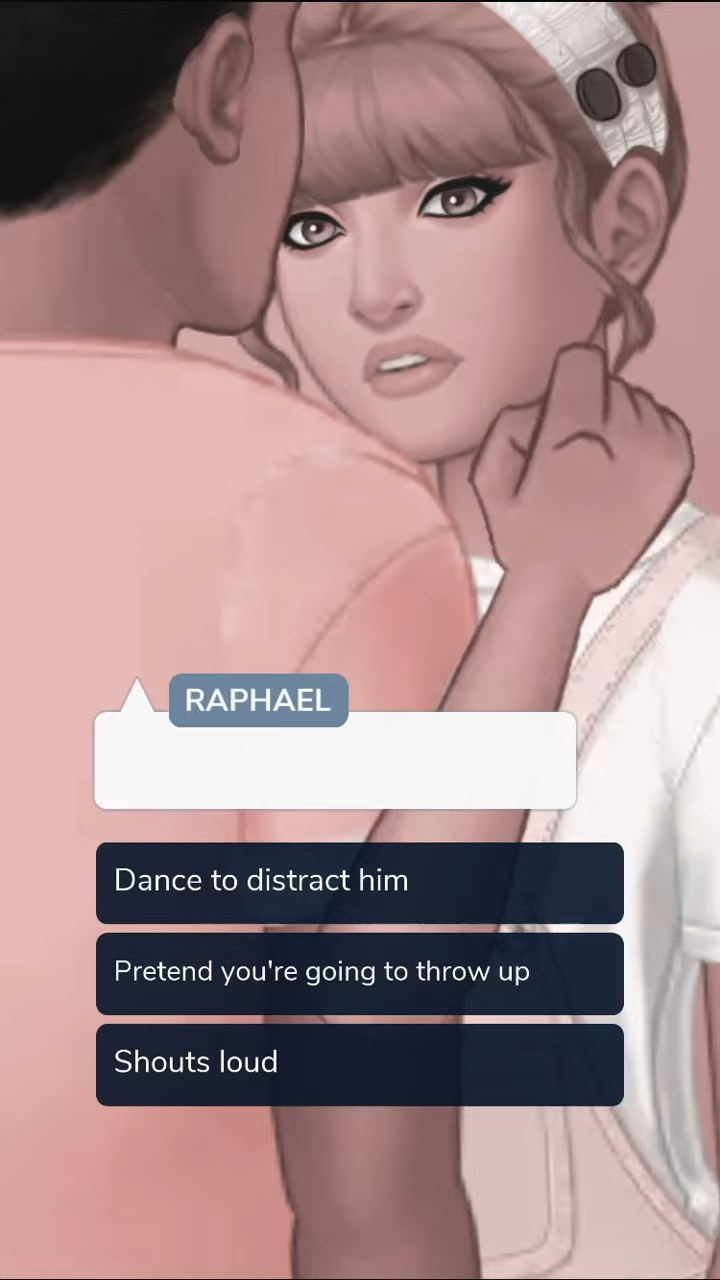 RAPHAEL
Dance to distract him
Pretend you're going to throw up
Shouts loud